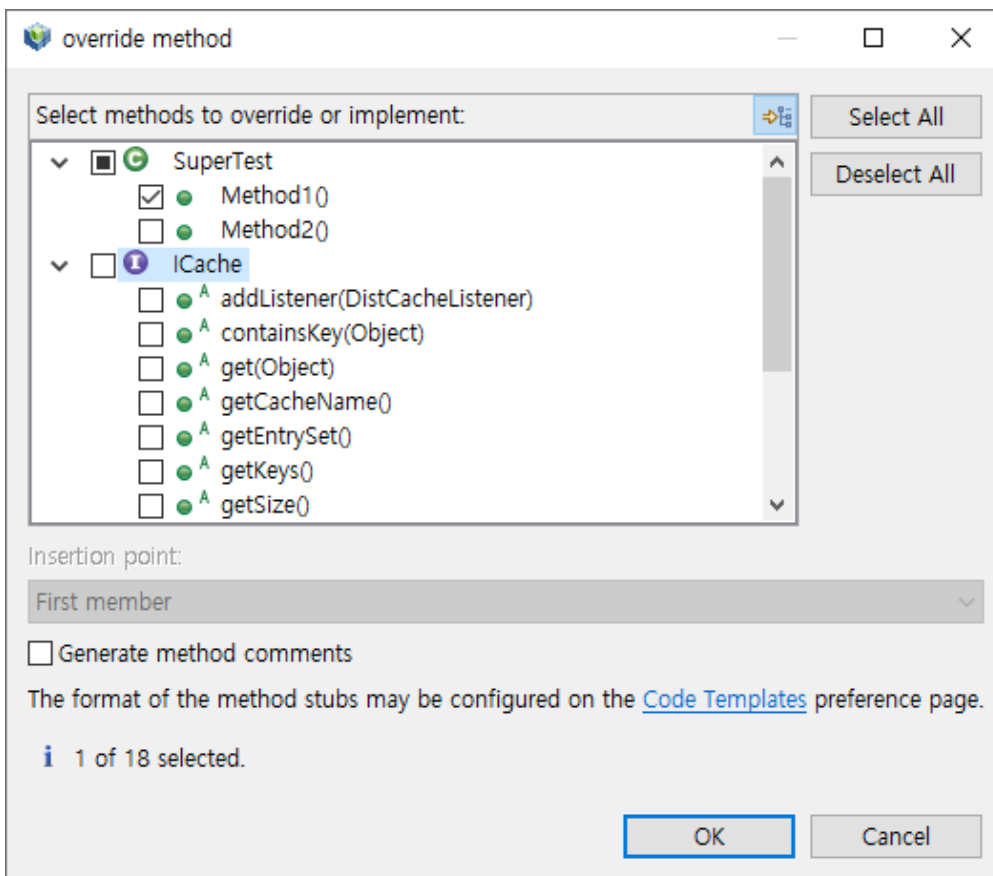 override method
Select methods to override or implement:
Select All
Deselect All
SuperTest
Method1()
Method2()
ICache
addListener(DistCacheListener)
containsKey(Object)
get(Object)
getCacheName()
getEntrySet()
getKeys()
getSize()
Insertion point:
First member
Generate method comments
The format of the method stubs may be configured on the Code Templates preference page.
1 of 18 selected.
OK Cancel